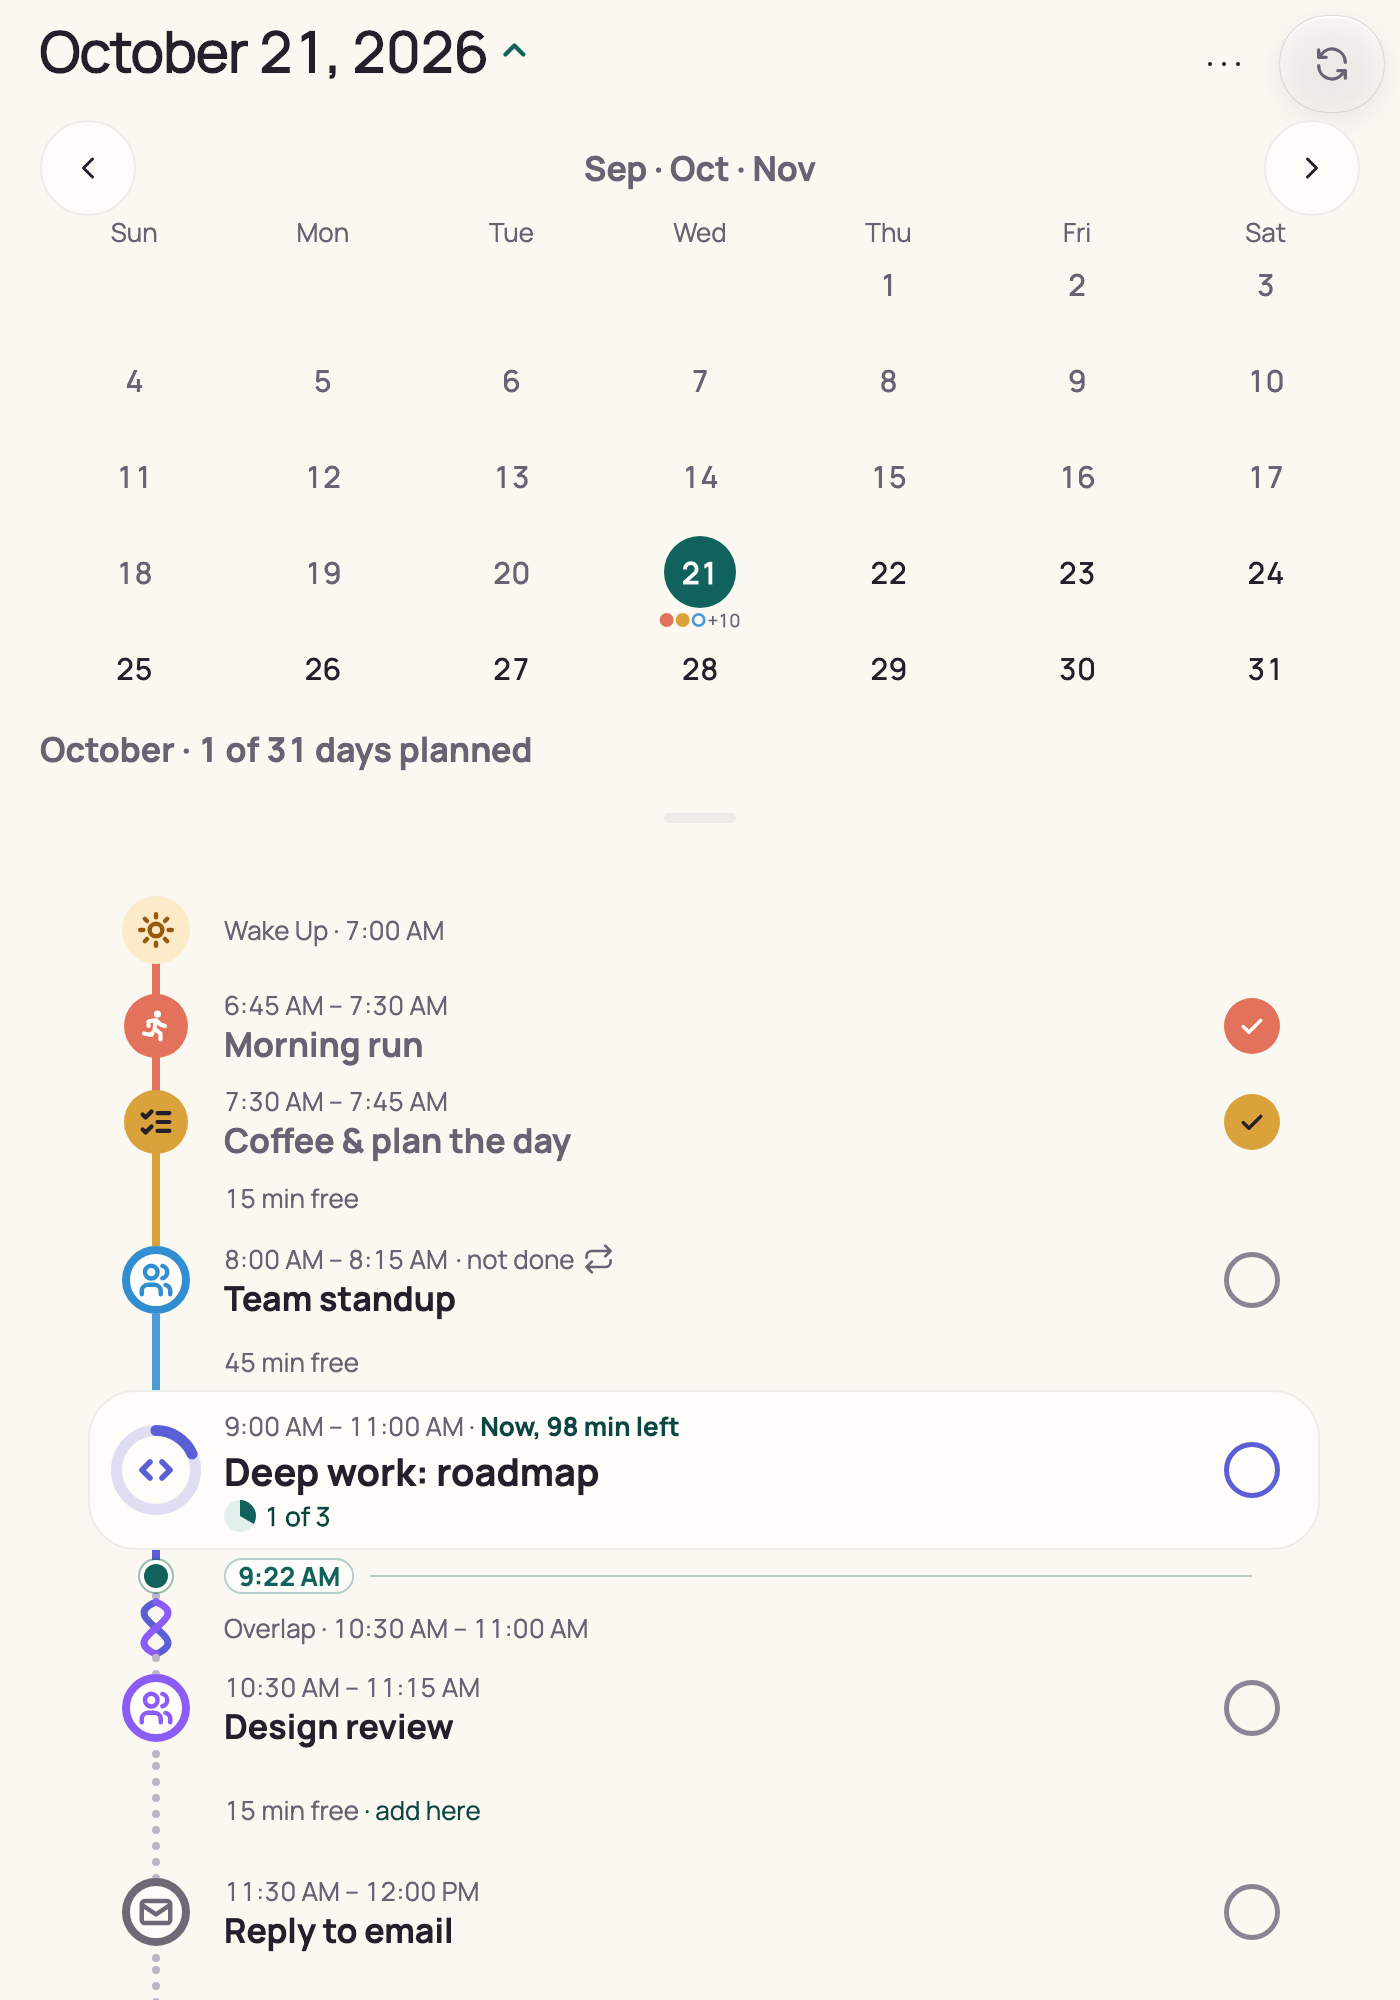 October 21, 2026
...
Sep · Oct · Nov
Sun Mon Tue Wed Thu Fri Sat
1 2 3
4 5 6 7 8 9 10
11 12 13 14 15 16 17
18 19 20 21 22 23 24
+10
25 26 27 28 29 30 31
October · 1 of 31 days planned
Wake Up · 7:00 AM
6:45 AM – 7:30 AM
Morning run
7:30 AM – 7:45 AM
Coffee & plan the day
15 min free
8:00 AM – 8:15 AM · not done
Team standup
45 min free
9:00 AM – 11:00 AM · Now, 98 min left
Deep work: roadmap
1 of 3
9:22 AM
Overlap · 10:30 AM – 11:00 AM
10:30 AM – 11:15 AM
Design review
15 min free · add here
11:30 AM – 12:00 PM
Reply to email